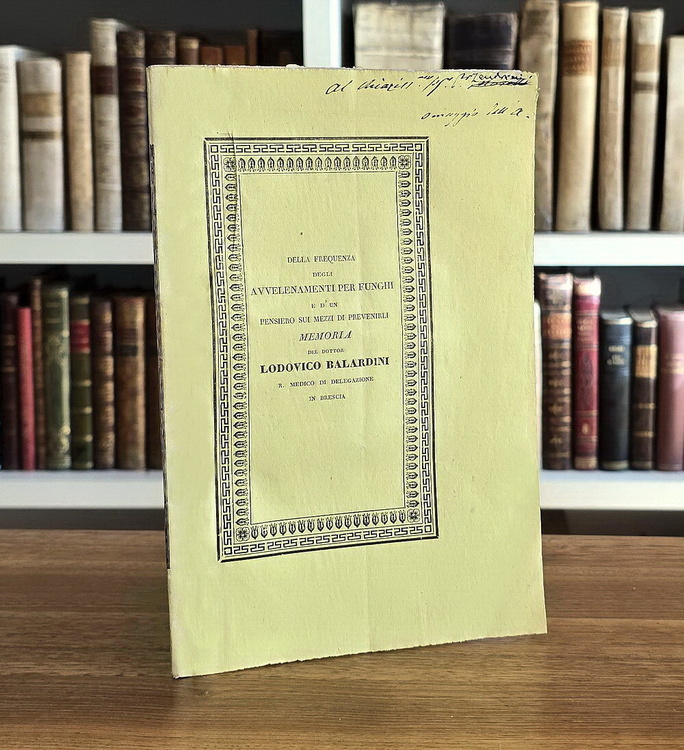 Al chiariss.
omaggio dell'A.
DELLA FREQUENZA
DEGLI
AVVELENAMENTI PER FUNGHI
E D'UN
PENSIERO SUI MEZZI DI PREVENIRLI
MEMORIA
DEL DOTTOR
LODOVICO BALARDINI
R. MEDICO DI DELEGAZIONE
IN BRESCIA